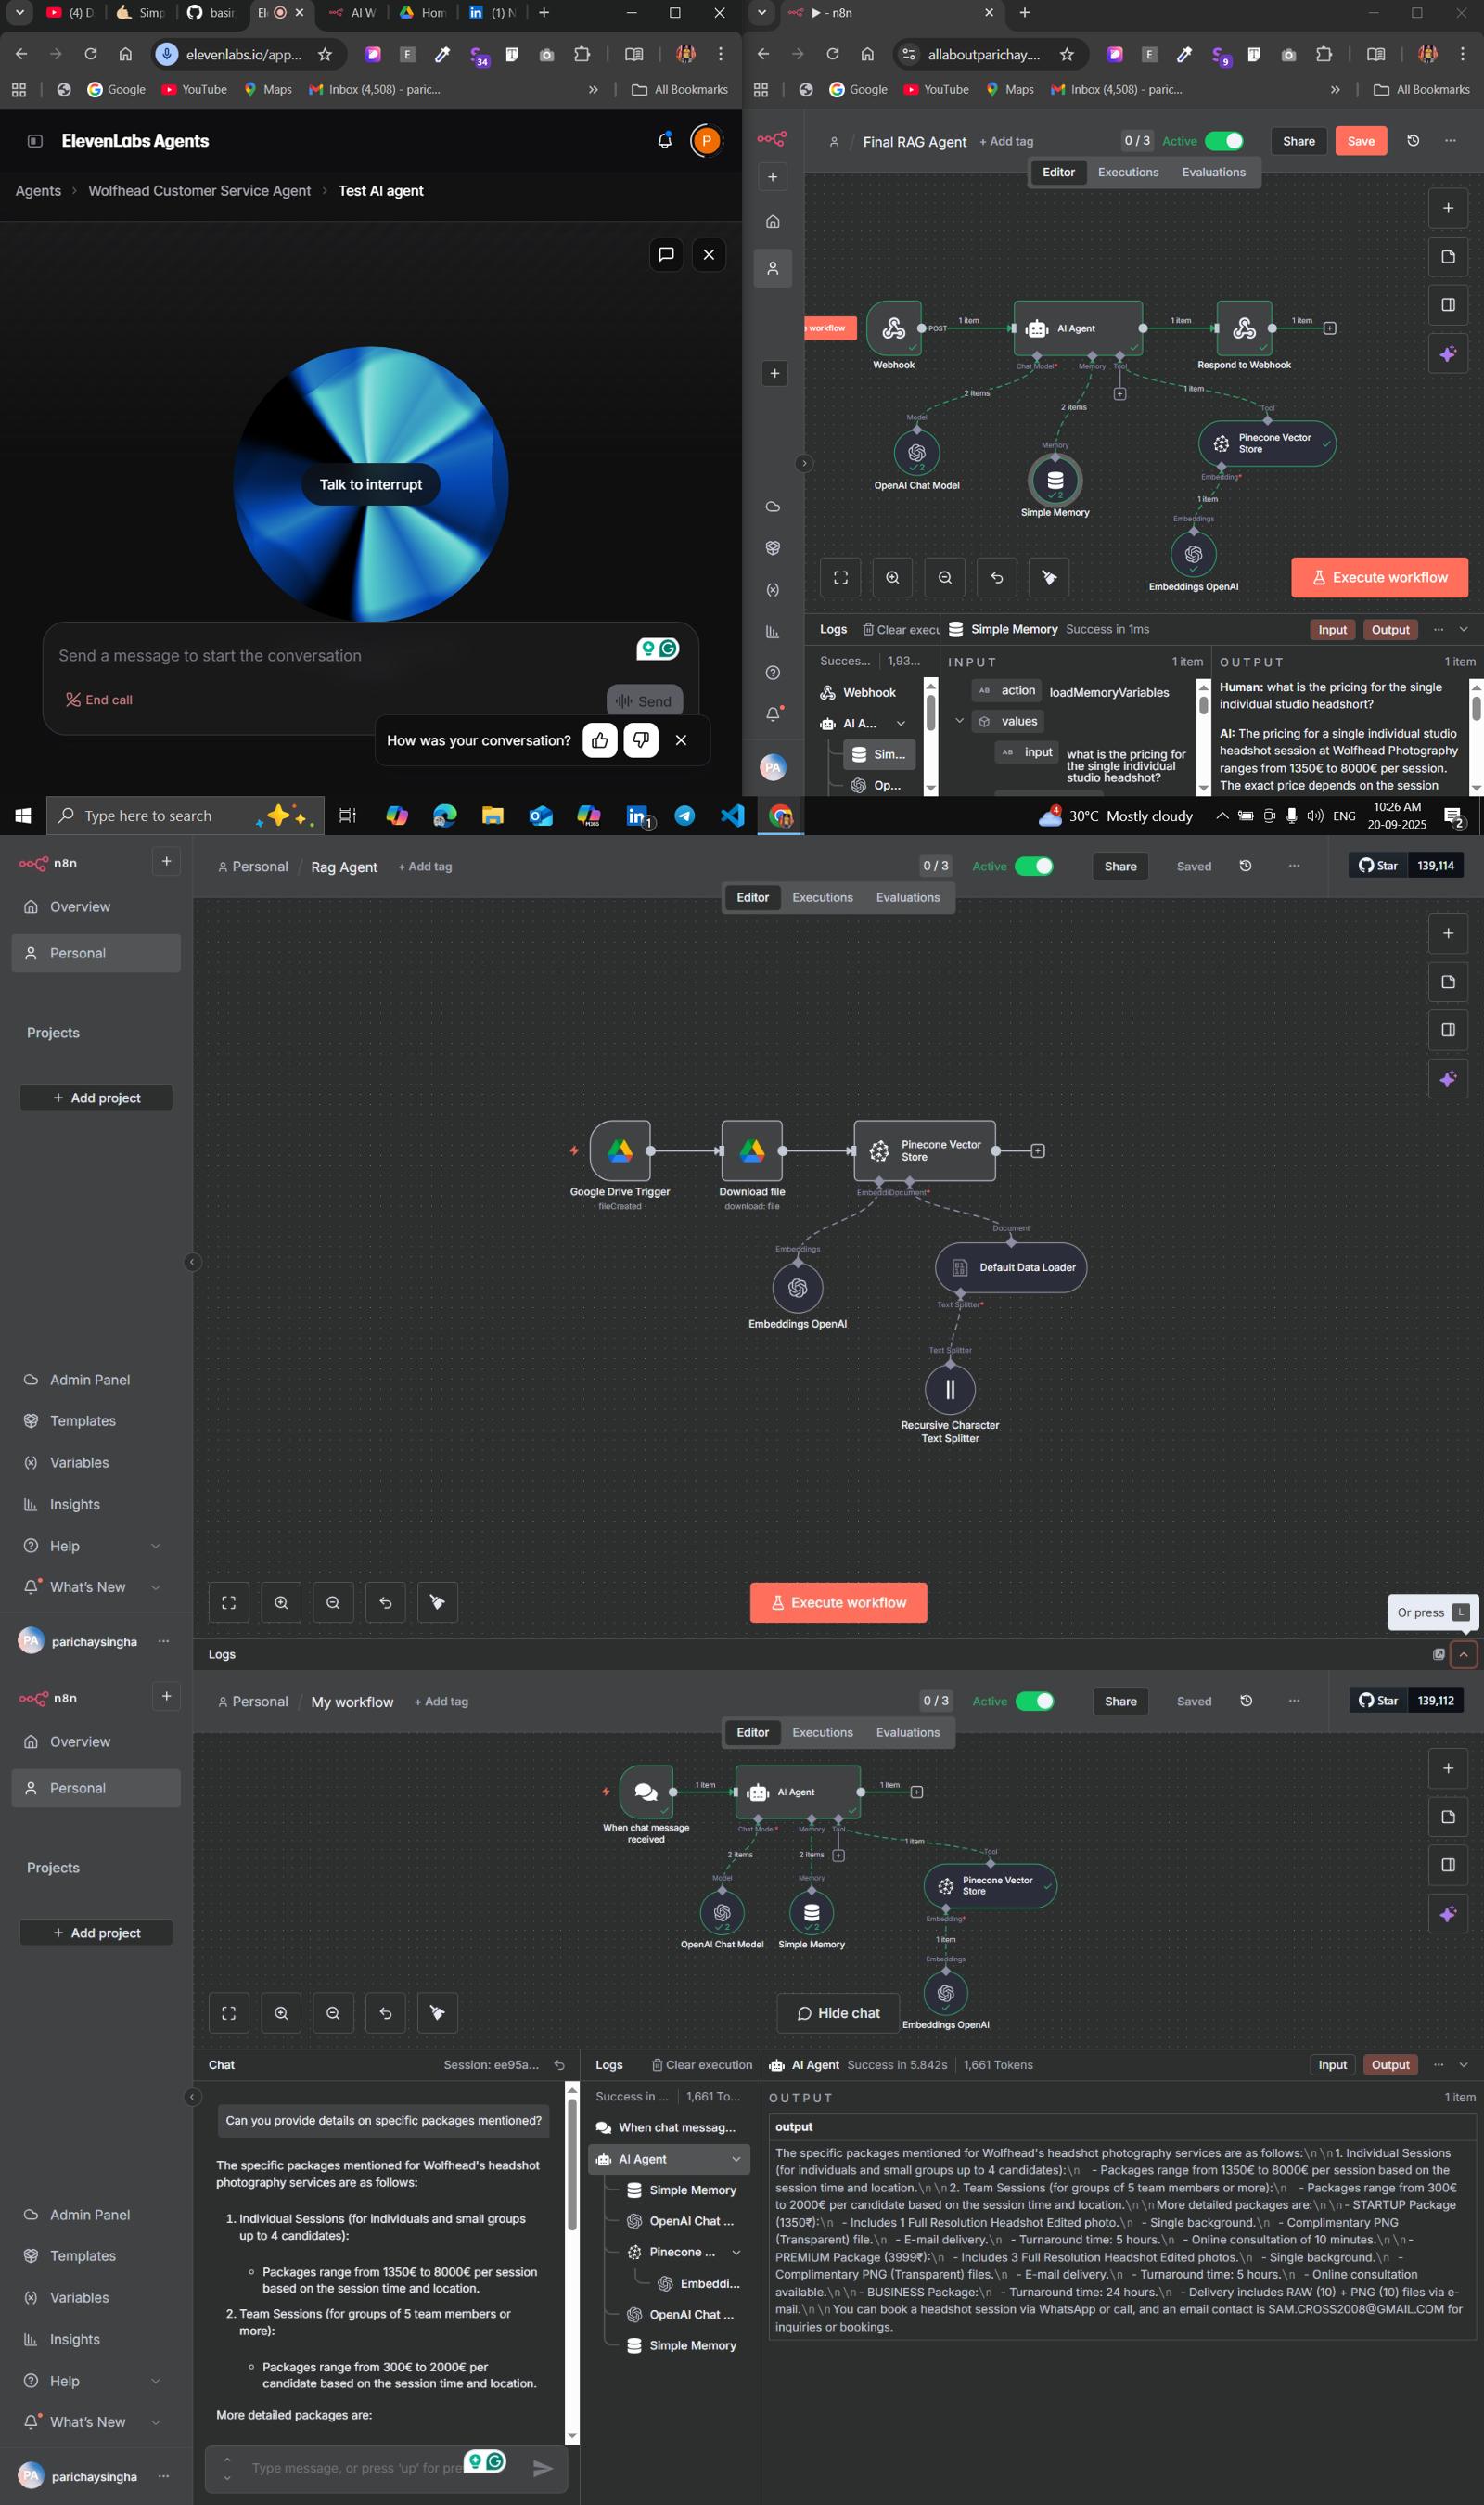 (4) D
Simp
basir
El
AI W
Hom
(1) N
elevenlabs.io/app...
34
Google
YouTube
Maps
Inbox (4,508) - paric...
»
All Bookmarks
ElevenLabs Agents
P
Agents > Wolfhead Customer Service Agent > Test AI agent
Talk to interrupt
Send a message to start the conversation
End call
Send
How was your conversation?
- n8n
allaboutparichay....
9
Google
YouTube
Maps
Inbox (4,508) - paric...
»
All Bookmarks
/ Final RAG Agent + Add tag
0 / 3 Active
Share
Save
Editor Executions Evaluations
workflow
POST
1 item
AI Agent
1 item
1 item
Webhook
Chat Model*
Memory
Tool
Respond to Webhook
2 items
1 item
2 items
Model
Tool
Pinecone Vector
Store
Memory
2
OpenAI Chat Model
Embedding*
2
1 item
Simple Memory
Embeddings
Embeddings OpenAI
Execute workflow
Logs
Clear execu
Simple Memory Success in 1ms
Input
Output
Succes... 1,93...
INPUT 1 item
OUTPUT 1 item
Webhook
AI A...
Sim...
Op...
AB action loadMemoryVariables
values
AB input what is the pricing for
the single individual
studio headshot?
Human: what is the pricing for the single
individual studio headshort?
AI: The pricing for a single individual studio
headshot session at Wolfhead Photography
ranges from 1350€ to 8000€ per session.
The exact price depends on the session
PA
Type here to search
M365
1
4
30°C Mostly cloudy
ENG
10:26 AM
20-09-2025
2
n8n
Personal / Rag Agent + Add tag
0 / 3 Active
Share
Saved
Star 139,114
Editor Executions Evaluations
Overview
Personal
Projects
+ Add project
Pinecone Vector
Store
Google Drive Trigger
fileCreated
Download file
download: file
Document*
Document
Embeddings
Default Data Loader
Text Splitter*
Embeddings OpenAI
Text Splitter
Recursive Character
Text Splitter
Admin Panel
Templates
Variables
Insights
Help
What's New
Execute workflow
Or press L
PA parichaysingha
Logs
n8n
Personal / My workflow + Add tag
0 / 3 Active
Share
Saved
Star 139,112
Editor Executions Evaluations
Overview
Personal
Projects
+ Add project
1 item
AI Agent
1 item
When chat message
received
Chat Model*
Memory
Tool
1 item
2 items
2 items
Tool
Model
Memory
Pinecone Vector
Store
2
2
Embedding*
OpenAI Chat Model
Simple Memory
1 item
Embeddings
Hide chat
Embeddings OpenAI
Chat
Session: ee95a...
Logs
Clear execution
AI Agent Success in 5.842s 1,661 Tokens
Input
Output
Success in ... 1,661 To...
OUTPUT 1 item
Can you provide details on specific packages mentioned?
The specific packages mentioned for Wolfhead's headshot
photography services are as follows:
1. Individual Sessions (for individuals and small groups
up to 4 candidates):
Packages range from 1350€ to 8000€ per session
based on the session time and location.
2. Team Sessions (for groups of 5 team members or
more):
Packages range from 300€ to 2000€ per
candidate based on the session time and location.
More detailed packages are:
Type message, or press 'up' for pre
When chat messag...
AI Agent
Simple Memory
OpenAI Chat ...
Pinecone ...
Embeddi...
OpenAI Chat ...
Simple Memory
output
The specific packages mentioned for Wolfhead's headshot photography services are as follows:\n\n1. Individual Sessions
(for individuals and small groups up to 4 candidates):\n - Packages range from 1350€ to 8000€ per session based on the
session time and location.\n\n2. Team Sessions (for groups of 5 team members or more):\n - Packages range from 300€
to 2000€ per candidate based on the session time and location.\n\nMore detailed packages are:\n\n- STARTUP Package
(1350₹):\n - Includes 1 Full Resolution Headshot Edited photo.\n - Single background.\n - Complimentary PNG
(Transparent) file.\n - E-mail delivery.\n - Turnaround time: 5 hours.\n - Online consultation of 10 minutes.\n\n-
PREMIUM Package (3999₹):\n - Includes 3 Full Resolution Headshot Edited photos.\n - Single background.\n -
Complimentary PNG (Transparent) files.\n - E-mail delivery.\n - Turnaround time: 5 hours.\n - Online consultation
available.\n\n- BUSINESS Package:\n - Turnaround time: 24 hours.\n - Delivery includes RAW (10) + PNG (10) files via e-
mail.\n\nYou can book a headshot session via WhatsApp or call, and an email contact is SAM.CROSS2008@GMAIL.COM for
inquiries or bookings.
Admin Panel
Templates
Variables
Insights
Help
What's New
PA parichaysingha